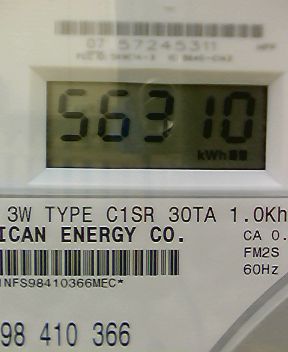 07 57245311
56310
kWh
3W TYPE C1SR 30TA 1.0Kh
ICAN ENERGY CO.
CA 0.
FM2S
60Hz
INFS98410366MEC*
98 410 366